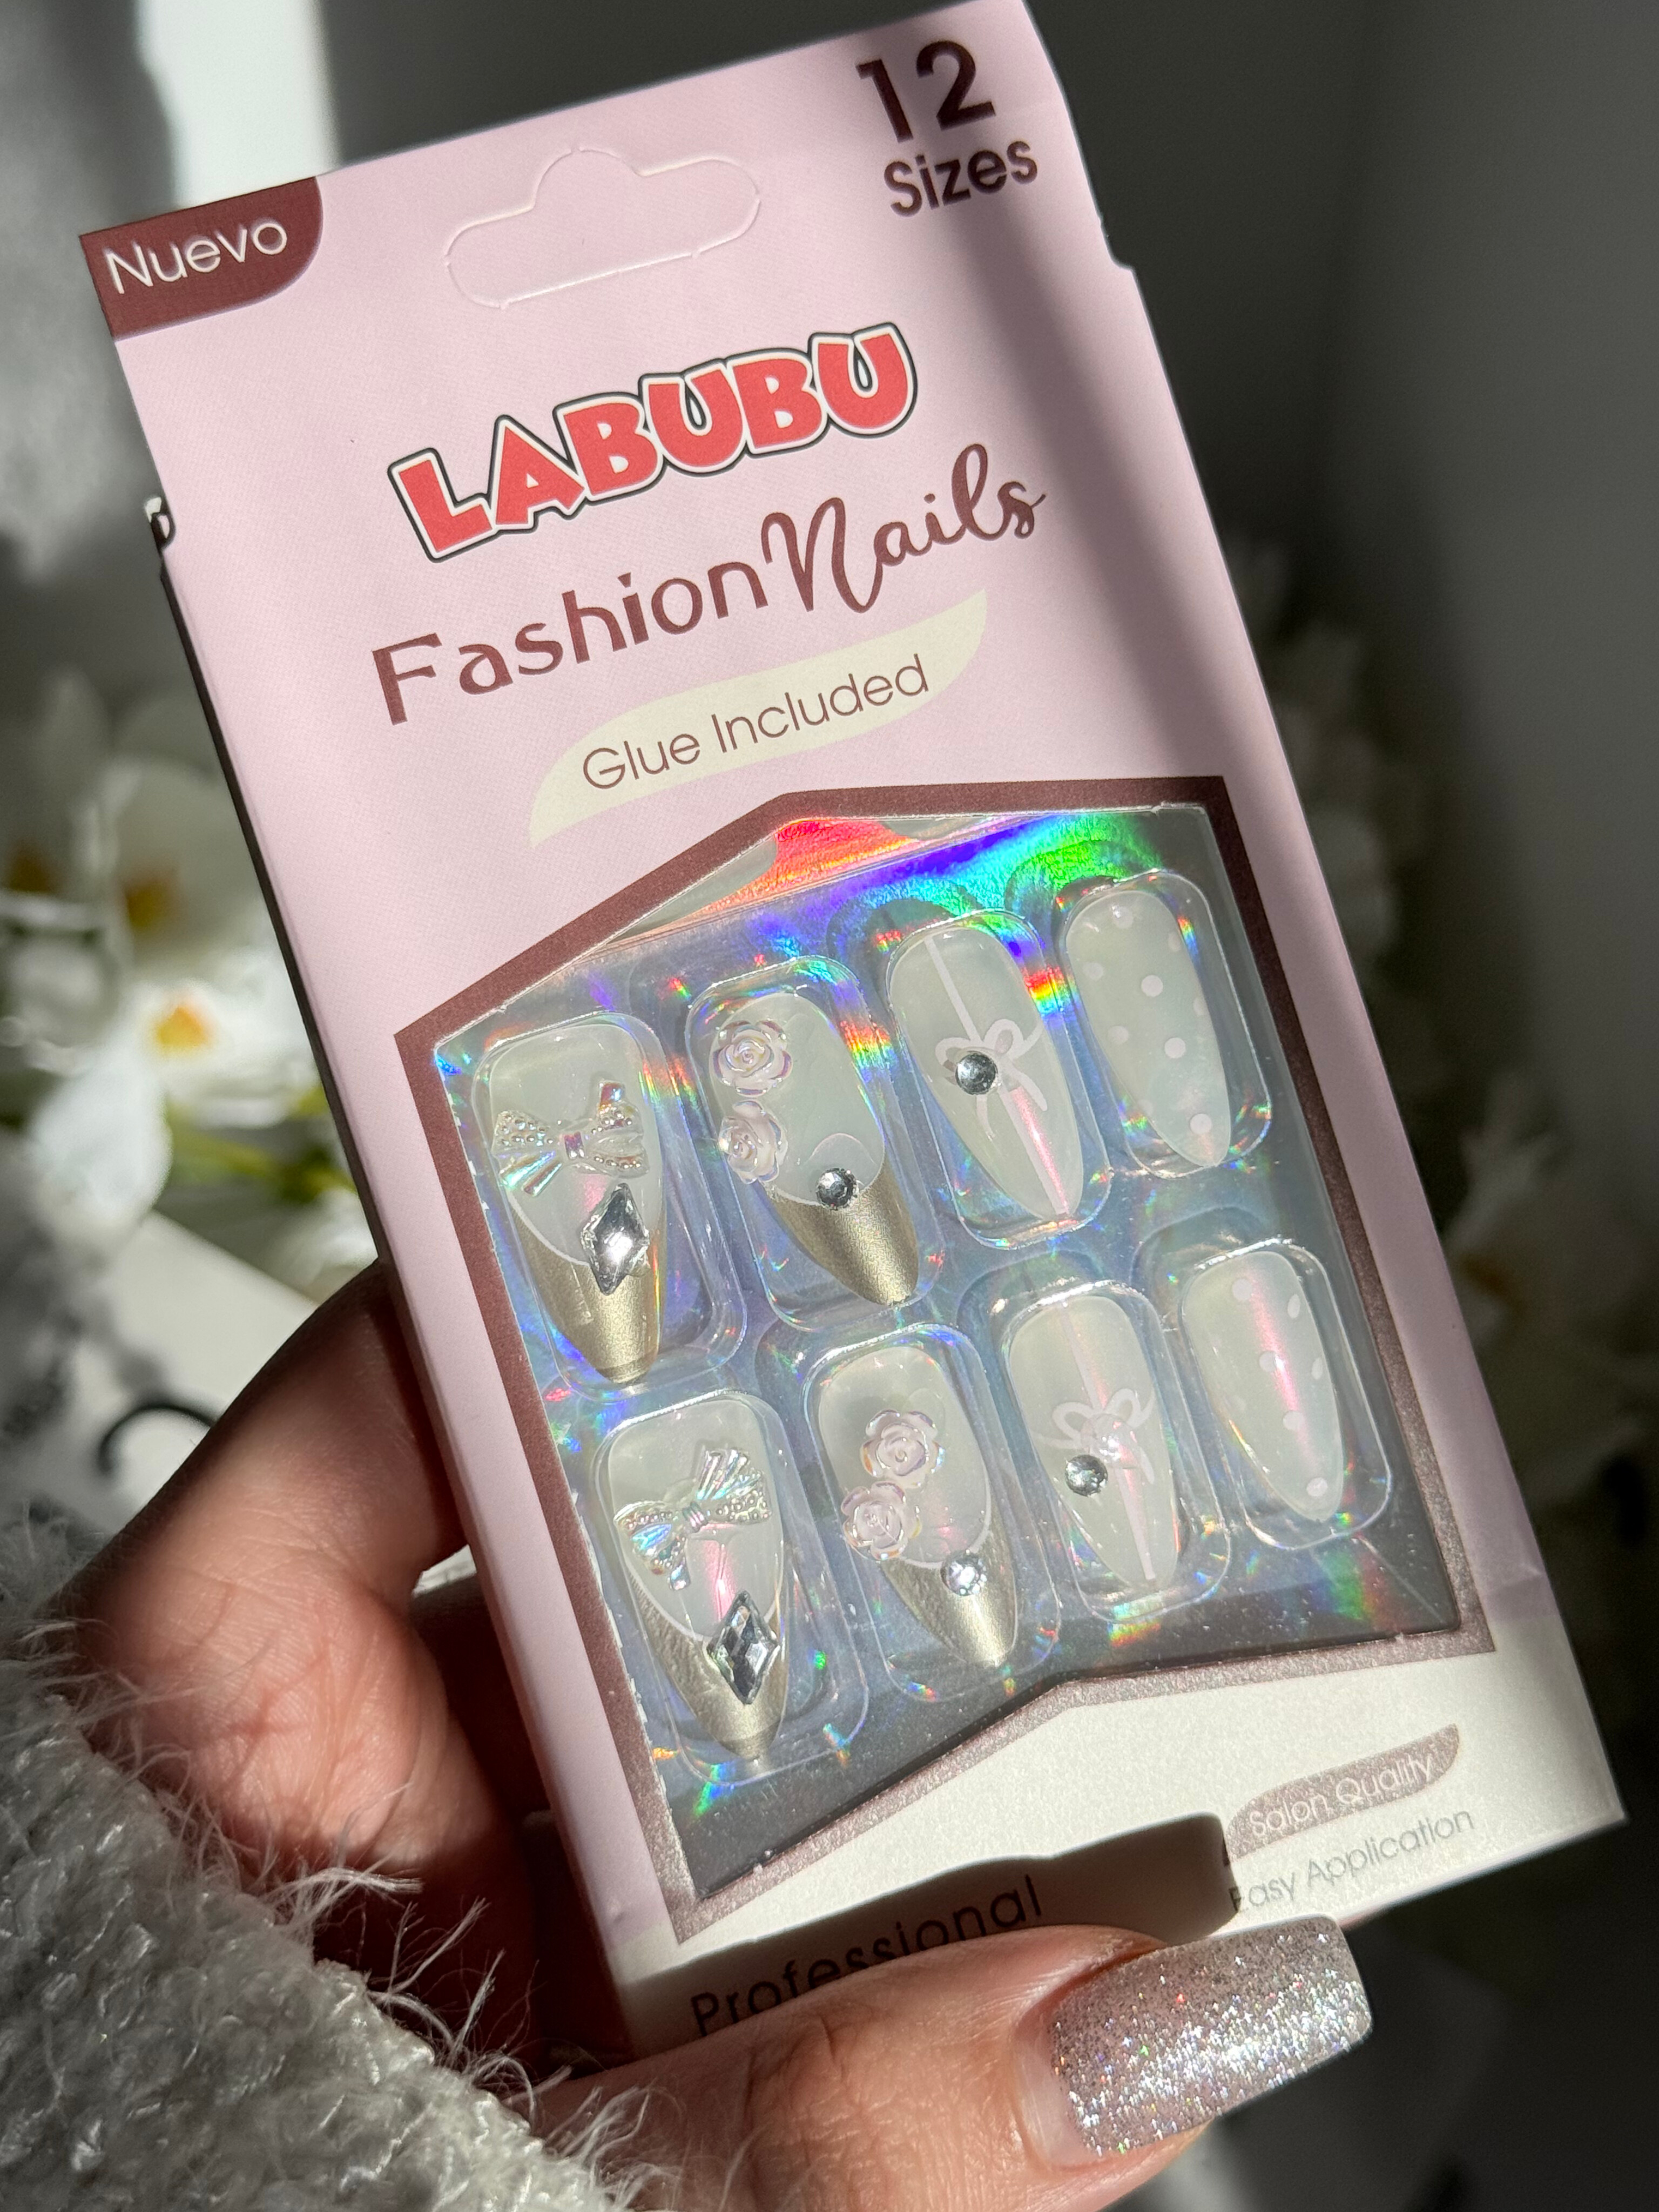 Nuevo
12
Sizes
LABUBU
Fashion Nails
Glue Included
Salon Quality
Easy Application
Professional